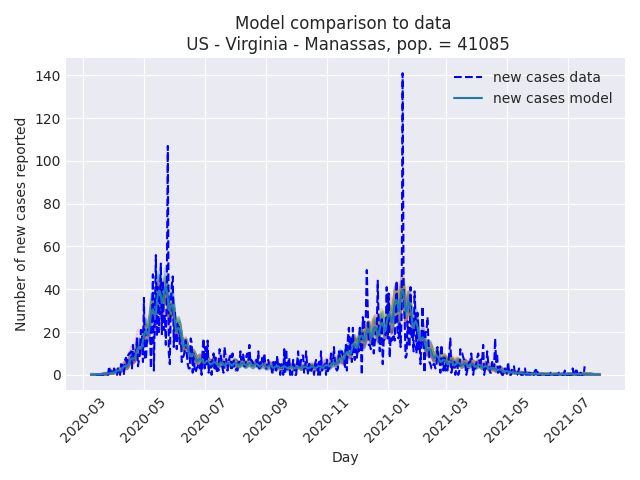 Model comparison to data
US - Virginia - Manassas, pop. = 41085
new cases data
new cases model
Number of new cases reported
140
120
100
80
60
40
20
0
2020-03
2020-05
2020-07
2020-09
2020-11
2021-01
2021-03
2021-05
2021-07
Day